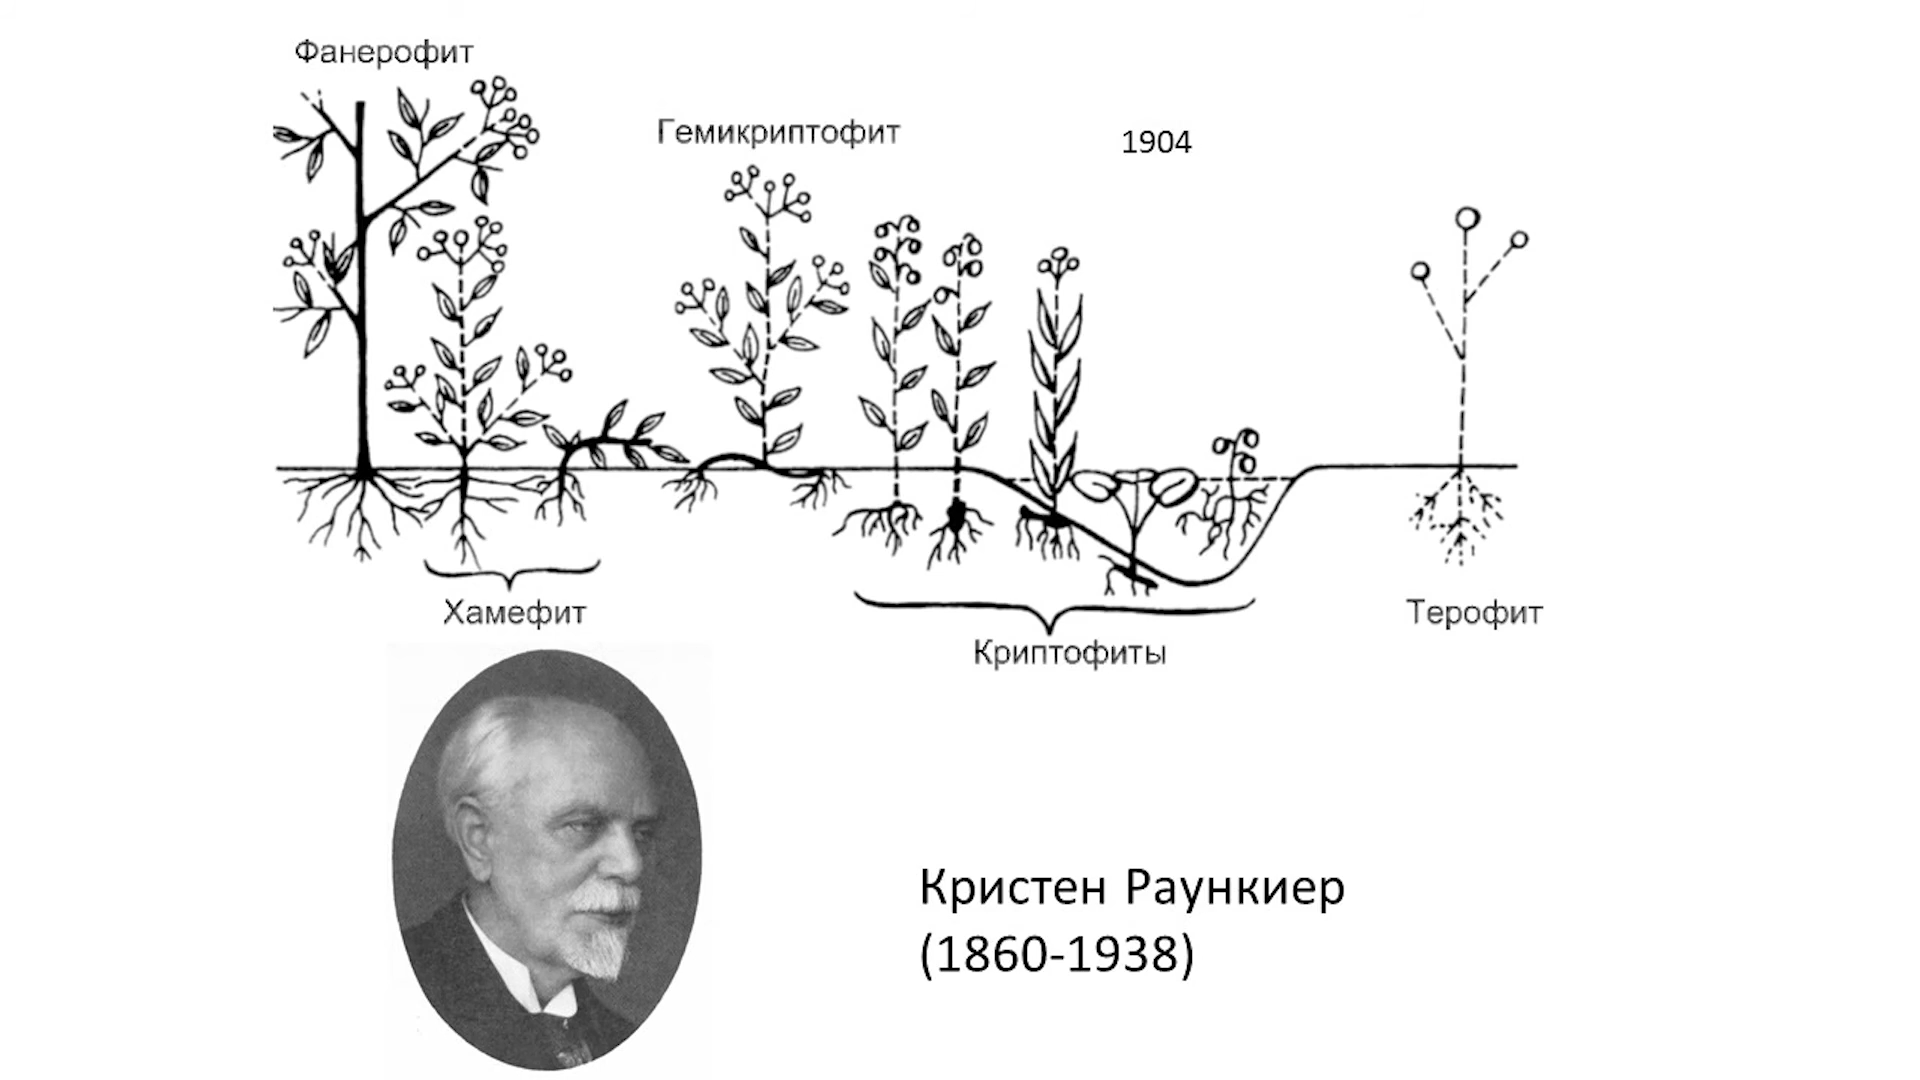 Фанерофит
Гемикриптофит
1904
Хамефит
Криптофиты
Терофит
Кристен Раункиер
(1860-1938)